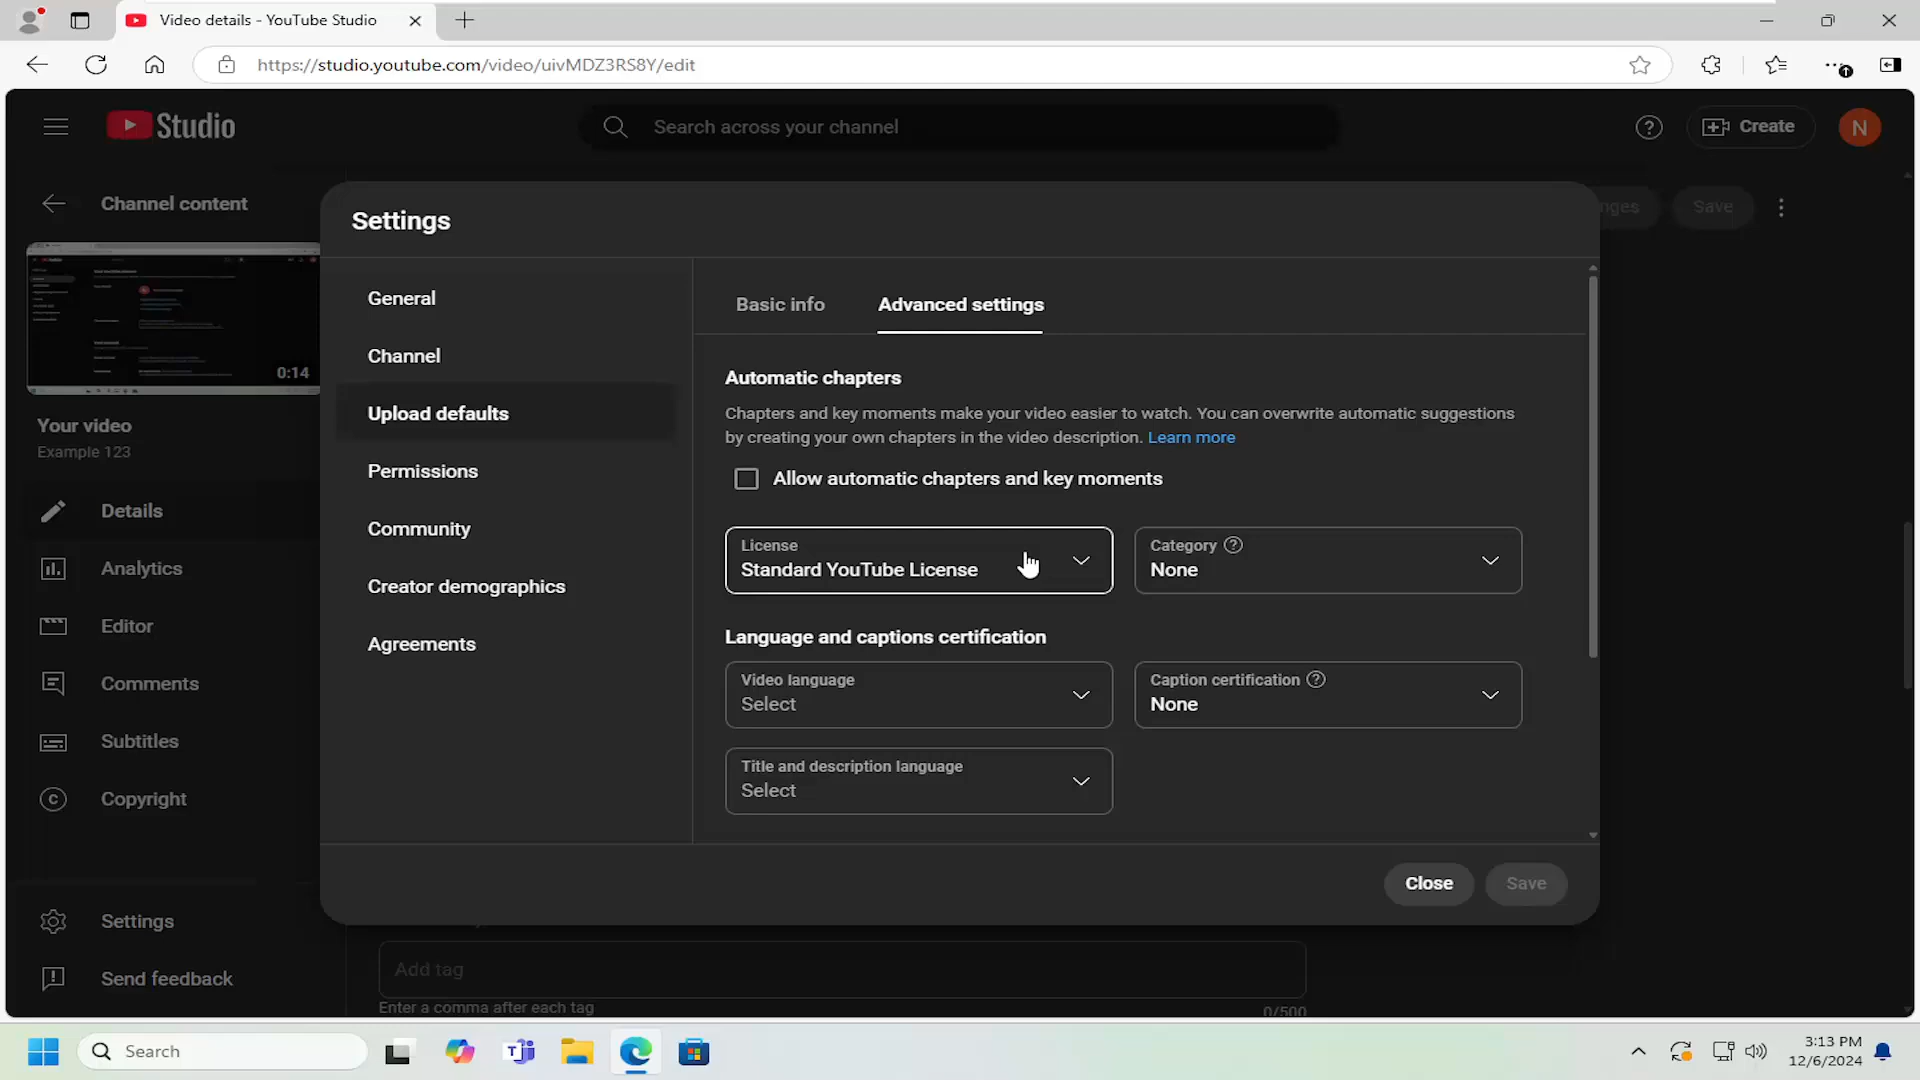 Video details - YouTube Studio
https://studio.youtube.com/video/uivMDZ3RS8Y/edit
Studio
Search across your channel
Create
N
Channel content
nges
Save
0:14
Your video
Example 123
Details
Analytics
Editor
Comments
Subtitles
Copyright
Settings
Send feedback
Settings
General
Channel
Upload defaults
Permissions
Community
Creator demographics
Agreements
Basic info
Advanced settings
Automatic chapters
Chapters and key moments make your video easier to watch. You can overwrite automatic suggestions
by creating your own chapters in the video description. Learn more
Allow automatic chapters and key moments
License
Standard YouTube License
Category
None
Language and captions certification
Video language
Select
Caption certification
None
Title and description language
Select
Close
Save
Add tag
Enter a comma after each tag
0/500
Search
3:13 PM
12/6/2024